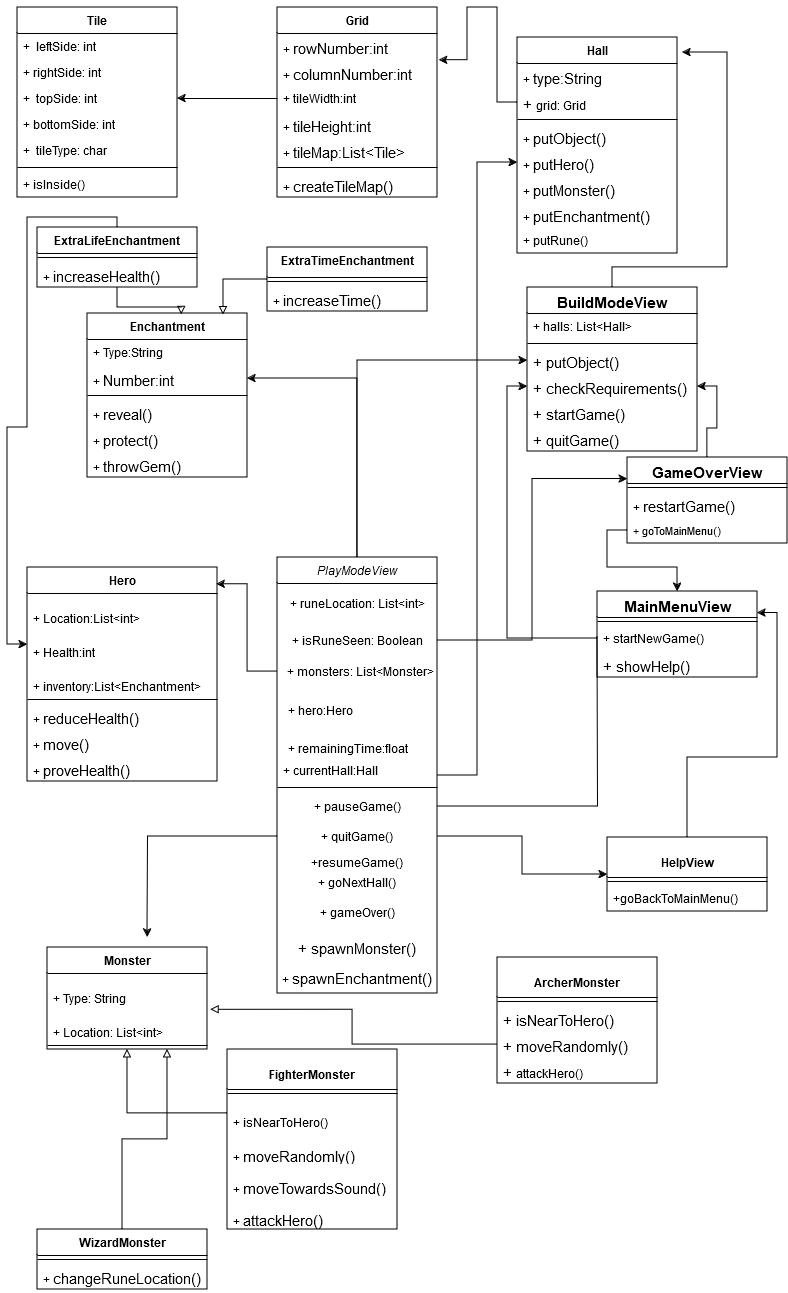 Tile
+ leftSide: int
+ rightSide: int
+ topSide: int
+ bottomSide: int
+ tileType: char
+ isInside()
Grid
+ rowNumber:int
+ columnNumber:int
+ tileWidth:int
+ tileHeight:int
+ tileMap:List<Tile>
+ createTileMap()
Hall
+ type:String
+ grid: Grid
+ putObject()
+ putHero()
+ putMonster()
+ putEnchantment()
+ putRune()
ExtraLifeEnchantment
+ increaseHealth()
ExtraTimeEnchantment
+ increaseTime()
Enchantment
+ Type:String
+ Number:int
+ reveal()
+ protect()
+ throwGem()
BuildModeView
+ halls: List<Hall>
+ putObject()
+ checkRequirements()
+ startGame()
+ quitGame()
GameOverView
+ restartGame()
+ goToMainMenu()
Hero
+ Location:List<int>
+ Health:int
+ inventory:List<Enchantment>
+ reduceHealth()
+ move()
+ proveHealth()
PlayModeView
+ runeLocation: List<int>
+ isRuneSeen: Boolean
+ monsters: List<Monster>
+ hero:Hero
+ remainingTime:float
+ currentHall:Hall
+ pauseGame()
+ quitGame()
+resumeGame()
+ goNextHall()
+ gameOver()
+ spawnMonster()
+ spawnEnchantment()
MainMenuView
+ startNewGame()
+ showHelp()
HelpView
+goBackToMainMenu()
Monster
+ Type: String
+ Location: List<int>
ArcherMonster
+ isNearToHero()
+ moveRandomly()
+ attackHero()
FighterMonster
+ isNearToHero()
+ moveRandomly()
+ moveTowardsSound()
+ attackHero()
WizardMonster
+ changeRuneLocation()